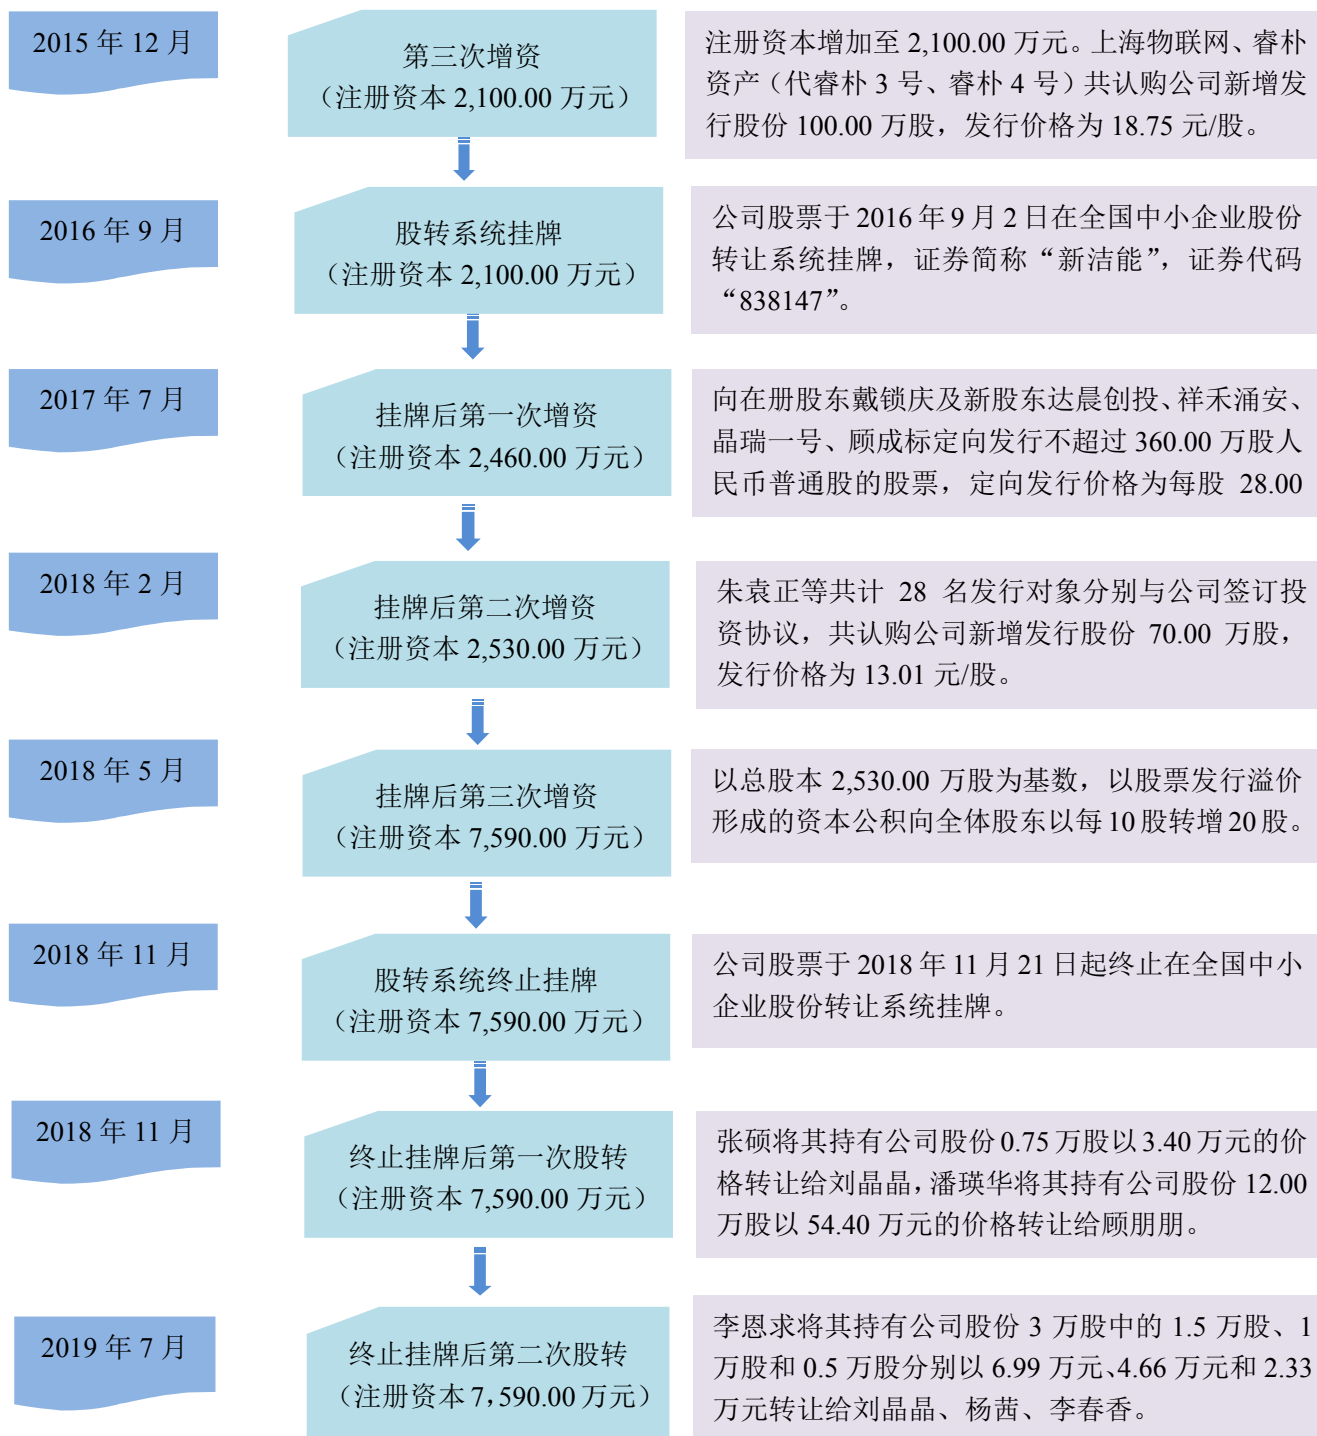 2015 年 12 月
第三次增资
（注册资本 2,100.00 万元）
注册资本增加至 2,100.00 万元。上海物联网、睿朴
资产（代睿朴 3 号、睿朴 4 号）共认购公司新增发
行股份 100.00 万股，发行价格为 18.75 元/股。
2016 年 9 月
股转系统挂牌
（注册资本 2,100.00 万元）
公司股票于 2016 年 9 月 2 日在全国中小企业股份
转让系统挂牌，证券简称“新洁能”，证券代码
“838147”。
2017 年 7 月
挂牌后第一次增资
（注册资本 2,460.00 万元）
向在册股东戴锁庆及新股东达晨创投、祥禾涌安、
晶瑞一号、顾成标定向发行不超过 360.00 万股人
民币普通股的股票，定向发行价格为每股 28.00
2018 年 2 月
挂牌后第二次增资
（注册资本 2,530.00 万元）
朱袁正等共计 28 名发行对象分别与公司签订投
资协议，共认购公司新增发行股份 70.00 万股，
发行价格为 13.01 元/股。
2018 年 5 月
挂牌后第三次增资
（注册资本 7,590.00 万元）
以总股本 2,530.00 万股为基数，以股票发行溢价
形成的资本公积向全体股东以每 10 股转增 20 股。
2018 年 11 月
股转系统终止挂牌
（注册资本 7,590.00 万元）
公司股票于 2018 年 11 月 21 日起终止在全国中小
企业股份转让系统挂牌。
2018 年 11 月
终止挂牌后第一次股转
（注册资本 7,590.00 万元）
张硕将其持有公司股份 0.75 万股以 3.40 万元的价
格转让给刘晶晶，潘瑛华将其持有公司股份 12.00
万股以 54.40 万元的价格转让给顾朋朋。
2019 年 7 月
终止挂牌后第二次股转
（注册资本 7，590.00 万元）
李恩求将其持有公司股份 3 万股中的 1.5 万股、1
万股和 0.5 万股分别以 6.99 万元、4.66 万元和 2.33
万元转让给刘晶晶、杨茜、李春香。